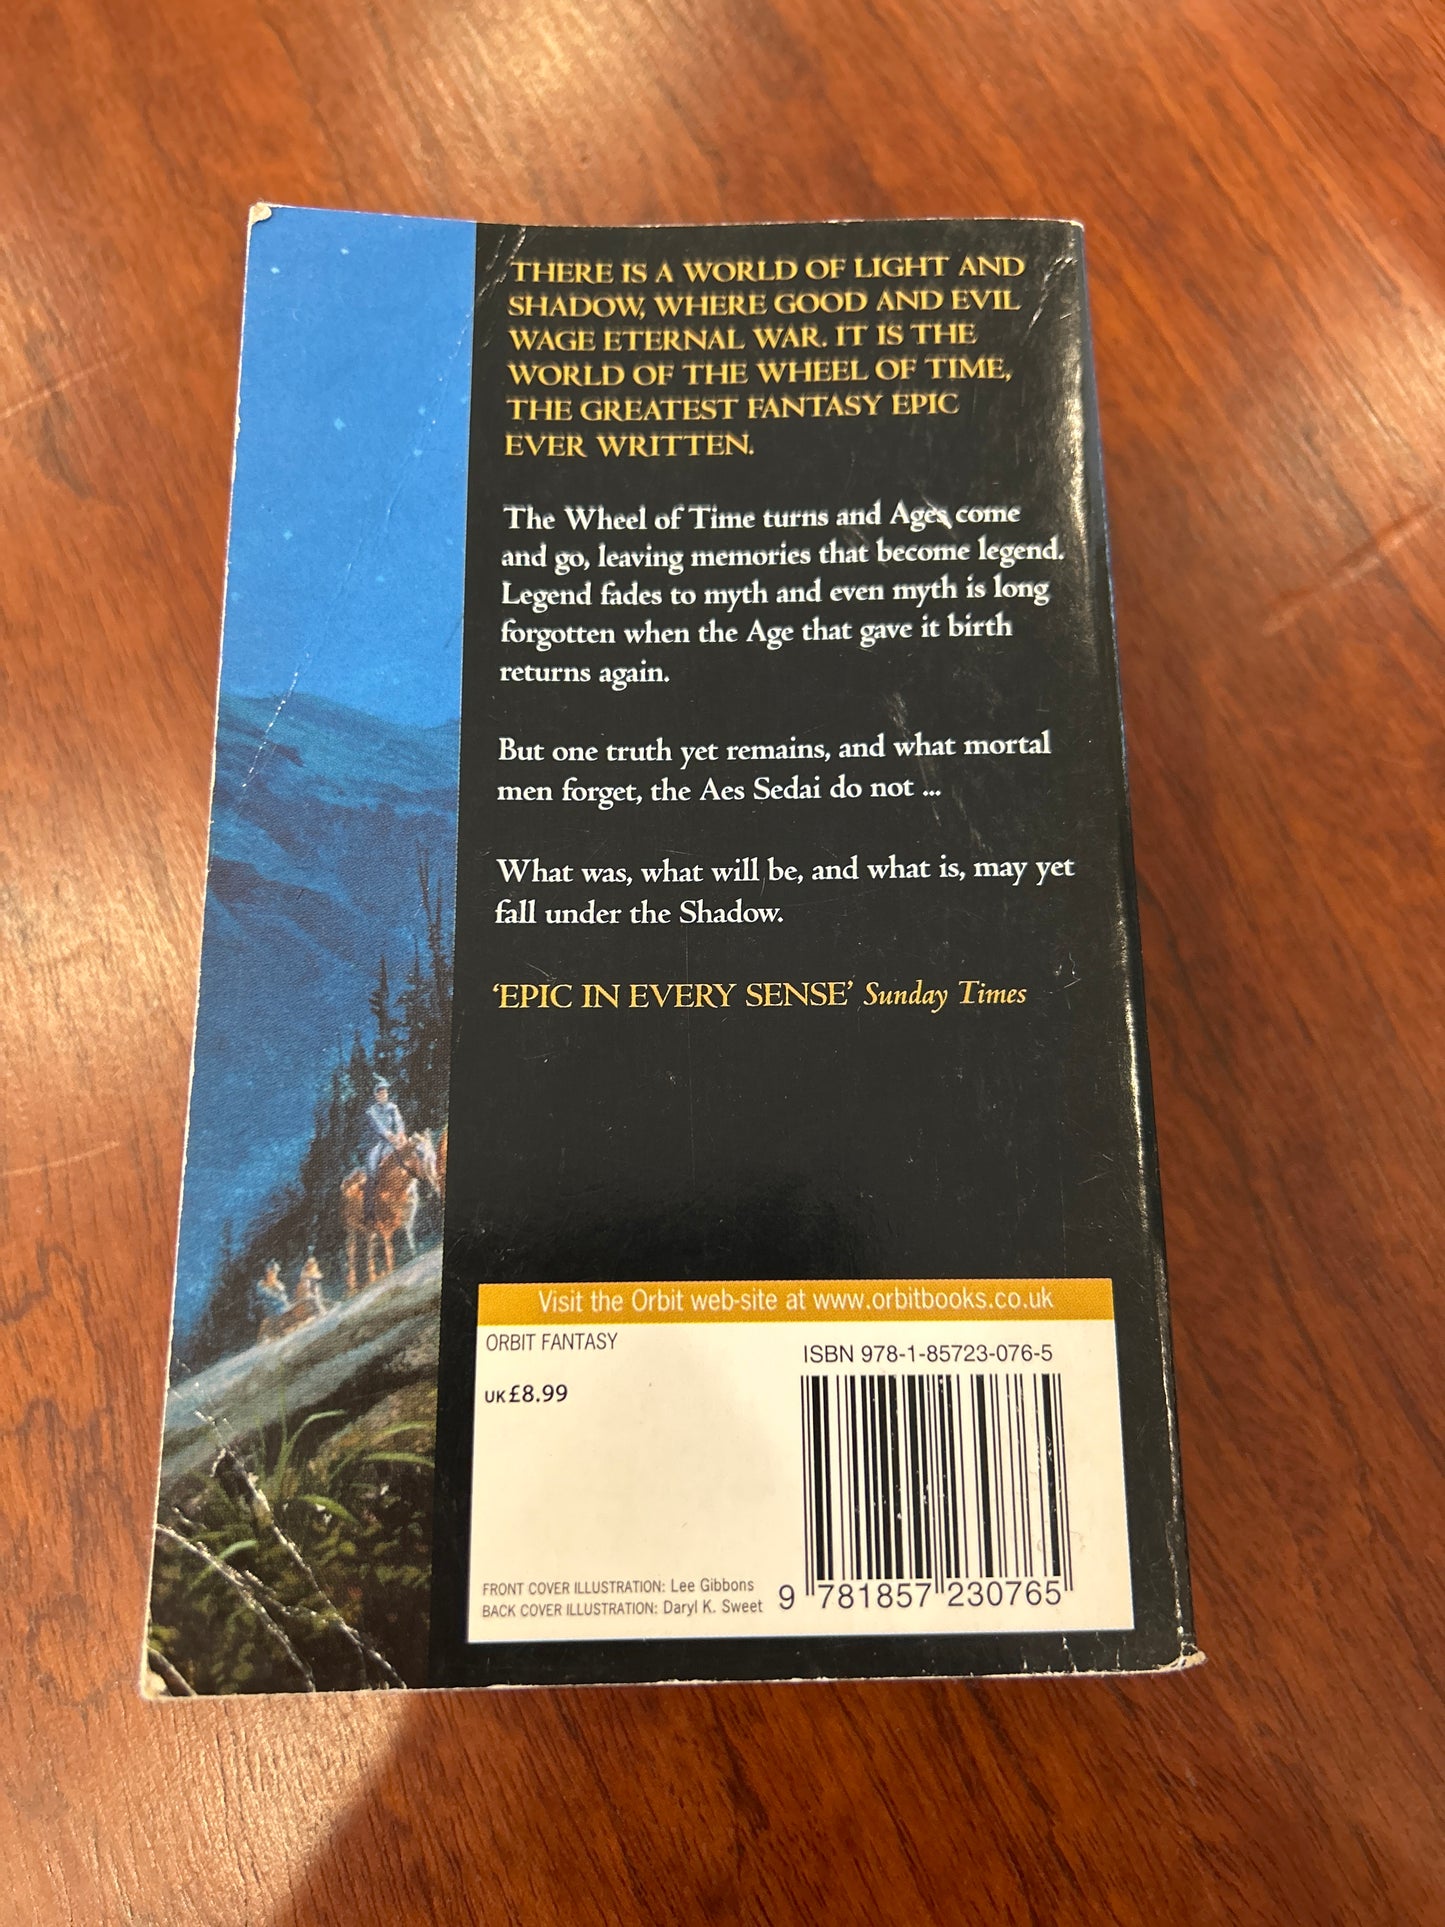 THERE IS A WORLD OF LIGHT AND
SHADOW, WHERE GOOD AND EVIL
WAGE ETERNAL WAR. IT IS THE
WORLD OF THE WHEEL OF TIME,
THE GREATEST FANTASY EPIC
EVER WRITTEN.
The Wheel of Time turns and Ages come
and go, leaving memories that become legend.
Legend fades to myth and even myth is long
forgotten when the Age that gave it birth
returns again.
But one truth yet remains, and what mortal
men forget, the Aes Sedai do not ...
What was, what will be, and what is, may yet
fall under the Shadow.
‘EPIC IN EVERY SENSE’ Sunday Times
Visit the Orbit web-site at www.orbitbooks.co.uk
ORBIT FANTASY
UK £8.99
ISBN 978-1-85723-076-5
FRONT COVER ILLUSTRATION: Lee Gibbons
BACK COVER ILLUSTRATION: Daryl K. Sweet
9 781857 230765